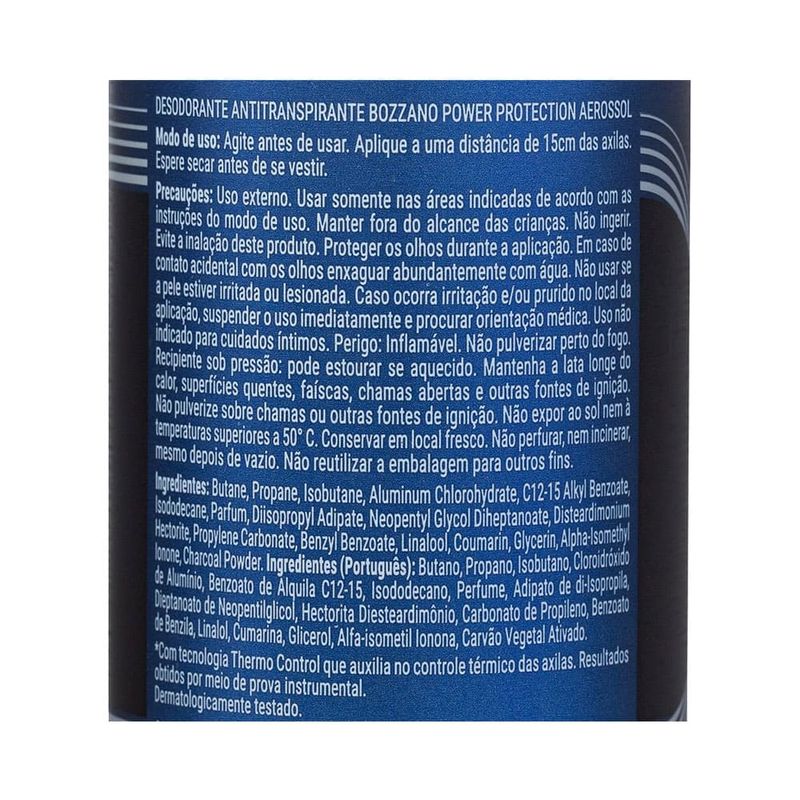 DESODORANTE ANTITRANSPIRANTE BOZZANO POWER PROTECTION AEROSSOL
Modo de uso: Agite antes de usar. Aplique a uma distância de 15cm das axilas.
Espere secar antes de se vestir.
Precauções: Uso externo. Usar somente nas áreas indicadas de acordo com as
instruções do modo de uso. Manter fora do alcance das crianças. Não ingerir.
Evite a inalação deste produto. Proteger os olhos durante a aplicação. Em caso de
contato acidental com os olhos enxaguar abundantemente com água. Não usar se
a pele estiver irritada ou lesionada. Caso ocorra irritação e/ou prurido no local da
aplicação, suspender o uso imediatamente e procurar orientação médica. Uso não
indicado para cuidados íntimos. Perigo: Inflamável. Não pulverizar perto do fogo.
Recipiente sob pressão: pode estourar se aquecido. Mantenha a lata longe do
calor, superfícies quentes, faíscas, chamas abertas e outras fontes de ignição.
Não pulverize sobre chamas ou outras fontes de ignição. Não expor ao sol nem à
temperaturas superiores a 50° C. Conservar em local fresco. Não perfurar, nem incinerar,
mesmo depois de vazio. Não reutilizar a embalagem para outros fins.
Ingredientes: Butane, Propane, Isobutane, Aluminum Chlorohydrate, C12-15 Alkyl Benzoate,
Isododecane, Parfum, Diisopropyl Adipate, Neopentyl Glycol Diheptanoate, Disteardimonium
Hectorite, Propylene Carbonate, Benzyl Benzoate, Linalool, Coumarin, Glycerin, Alpha-Isomethyl
Ionone, Charcoal Powder. Ingredientes (Português): Butano, Propano, Isobutano, Cloroidróxido
de Alumínio, Benzoato de Alquila C12-15, Isododecano, Perfume, Adipato de di-Isopropila,
Dieptanoato de Neopentilglicol, Hectorita Diesteardimônio, Carbonato de Propileno, Benzoato
de Benzila, Linalol, Cumarina, Glicerol, Alfa-isometil Ionona, Carvão Vegetal Ativado.
*Com tecnologia Thermo Control que auxilia no controle térmico das axilas. Resultados
obtidos por meio de prova instrumental.
Dermatologicamente testado.